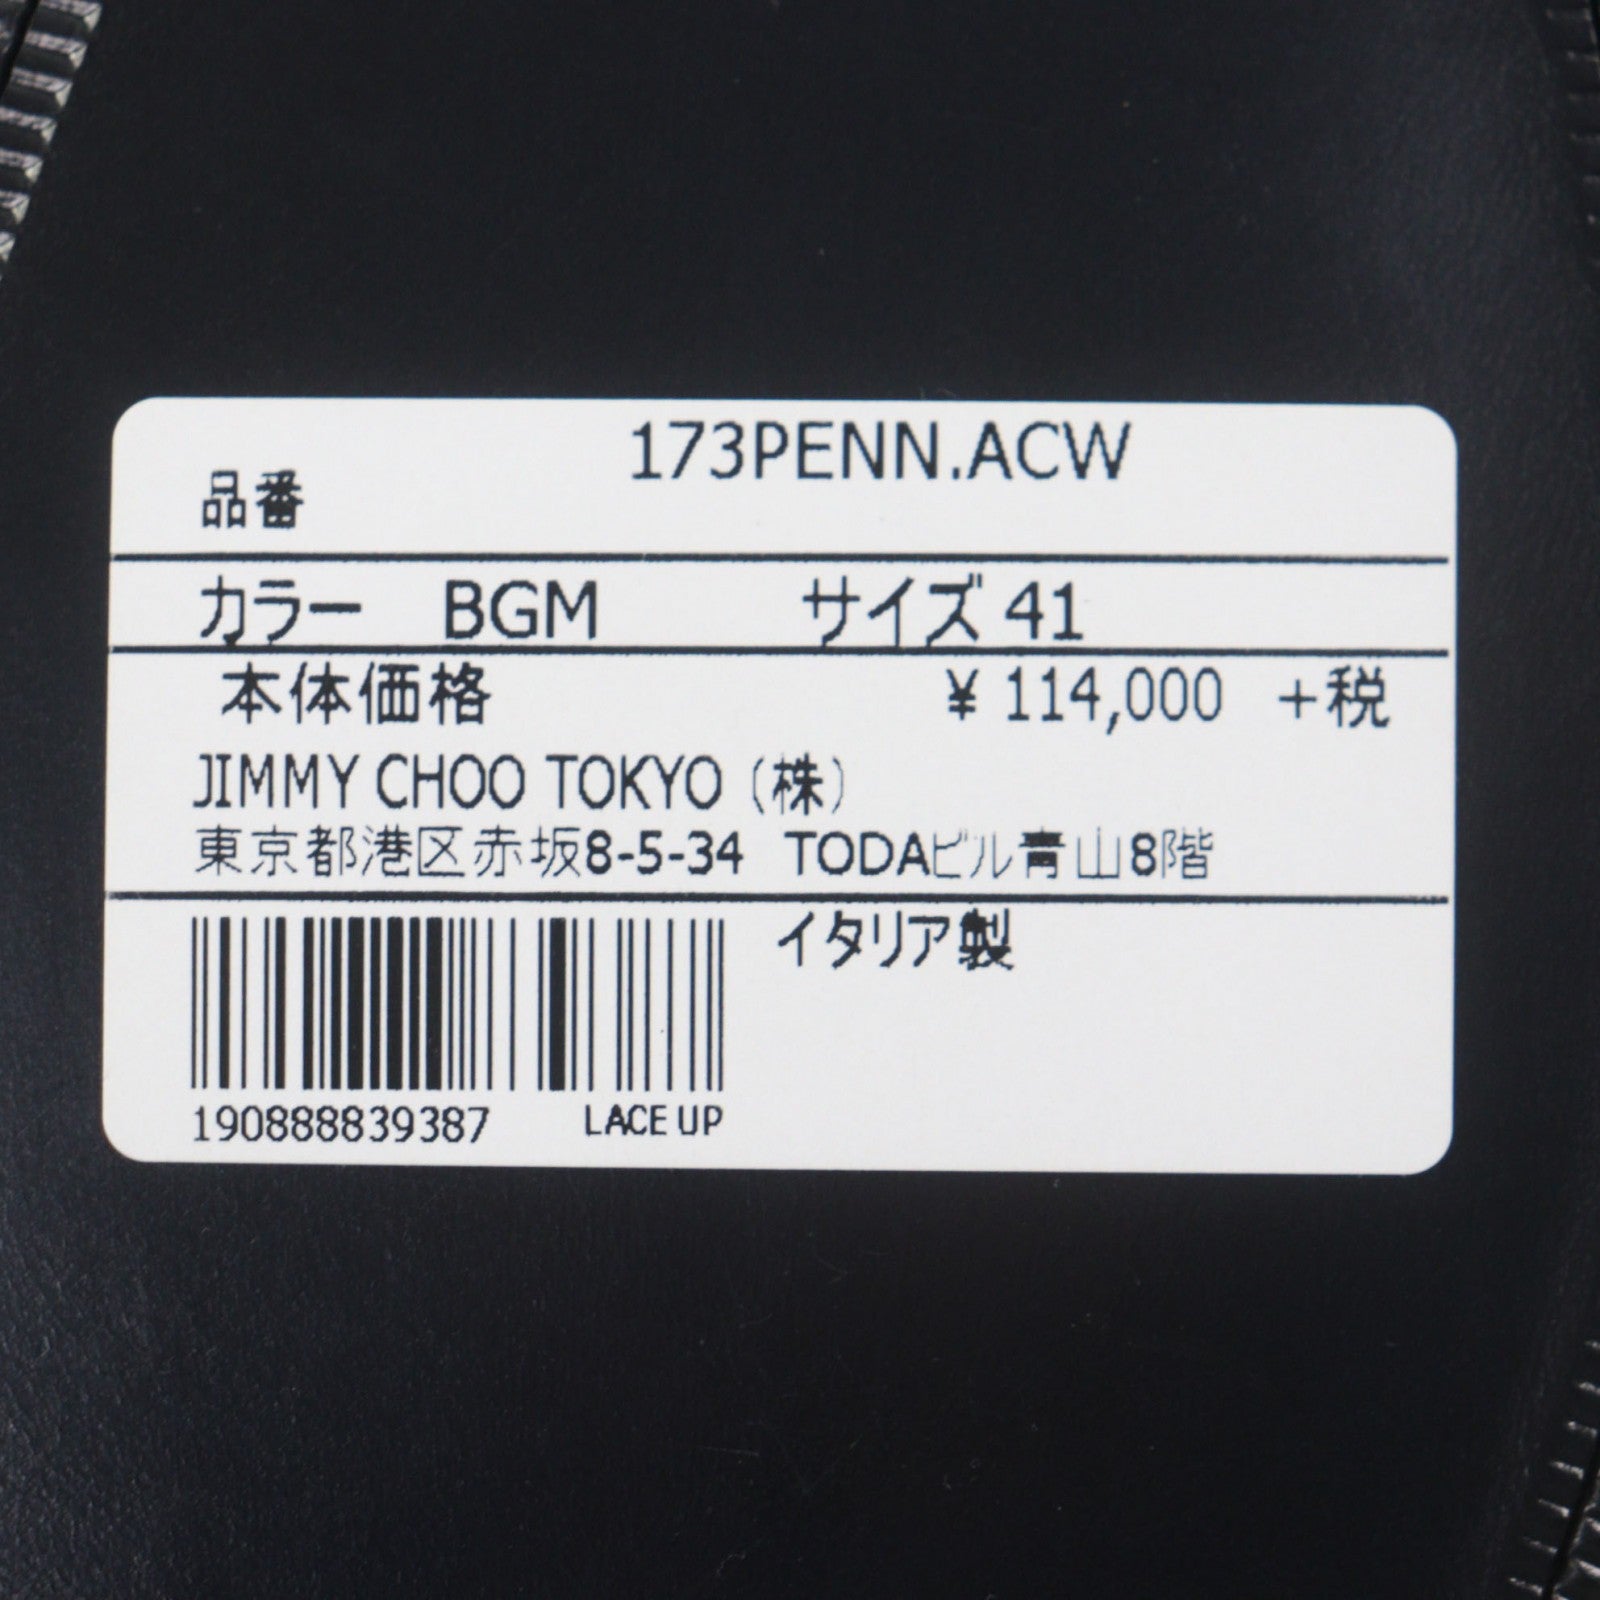 173PENN.ACW
品番
カラー BGM サイズ 41
本体価格 ¥ 114,000 +税
JIMMY CHOO TOKYO (株)
東京都港区赤坂8-5-34 TODAビル青山8階
イタリア製
190888839387 LACE UP